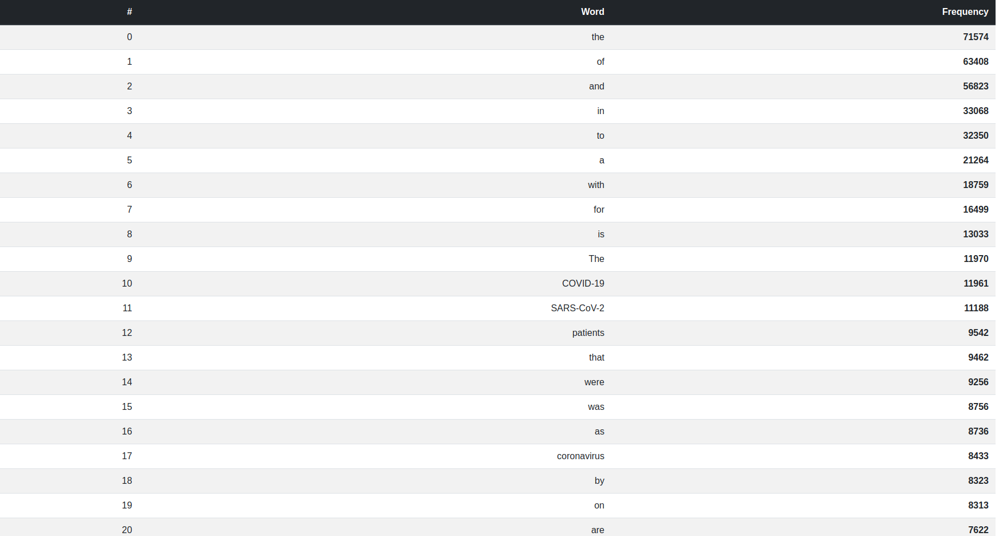 # Word Frequency
0 the 71574
1 of 63408
2 and 56823
3 in 33068
4 to 32350
5 a 21264
6 with 18759
7 for 16499
8 is 13033
9 The 11970
10 COVID-19 11961
11 SARS-CoV-2 11188
12 patients 9542
13 that 9462
14 were 9256
15 was 8756
16 as 8736
17 coronavirus 8433
18 by 8323
19 on 8313
20 are 7622